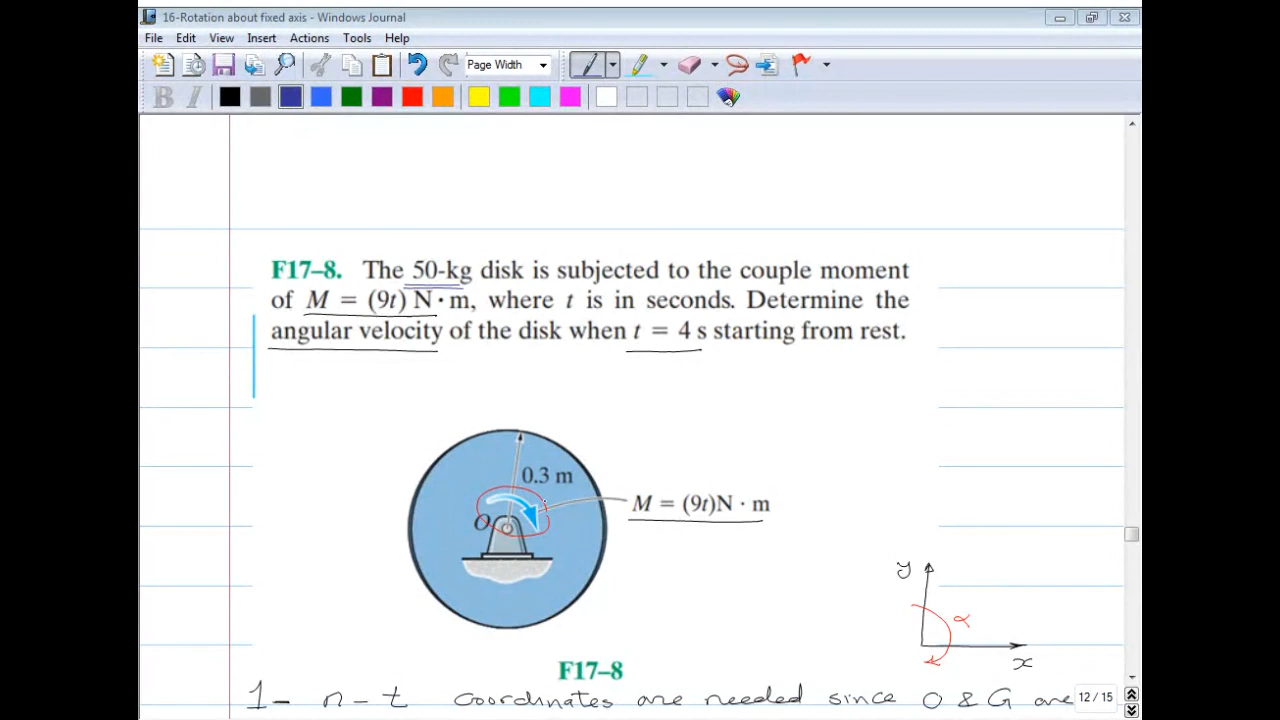 16-Rotation about fixed axis - Windows Journal
File Edit View Insert Actions Tools Help
Page Width
B I
F17–8. The 50-kg disk is subjected to the couple moment
of M = (9t) N · m, where t is in seconds. Determine the
angular velocity of the disk when t = 4 s starting from rest.
0.3 m
O
M = (9t)N · m
y
α
x
F17–8
1- n-t coordinates are needed since O & G are
12 / 15